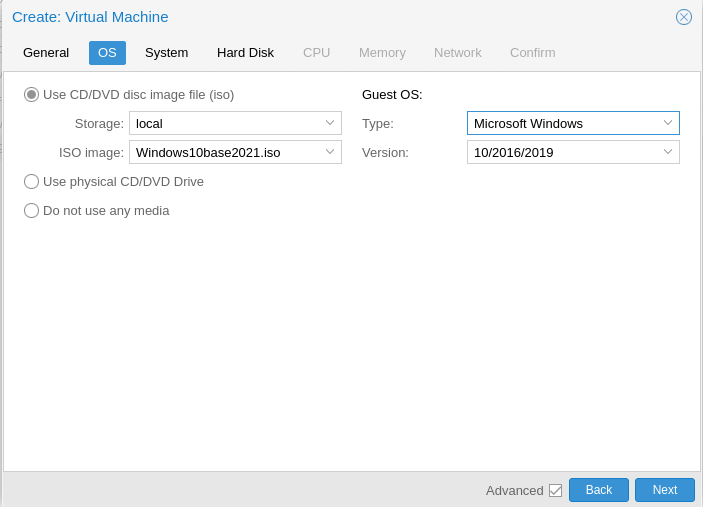 Create: Virtual Machine
General OS System Hard Disk CPU Memory Network Confirm
Use CD/DVD disc image file (iso) Guest OS:
Storage: local Type: Microsoft Windows
ISO image: Windows10base2021.iso Version: 10/2016/2019
Use physical CD/DVD Drive
Do not use any media
Advanced Back Next